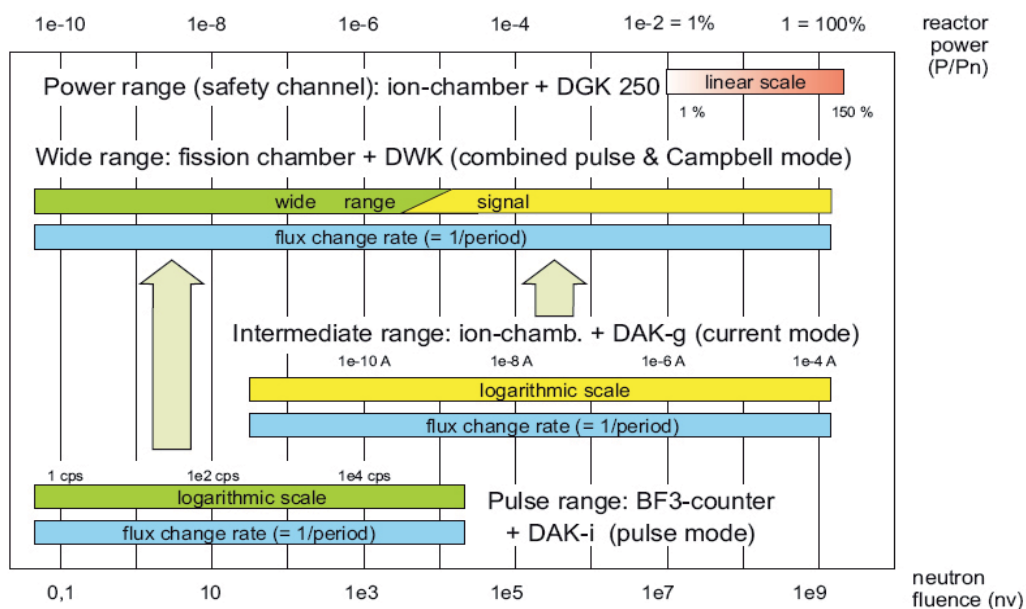 1e-10 1e-8 1e-6 1e-4 1e-2 = 1% 1 = 100% reactor
power
(P/Pn)
Power range (safety channel): ion-chamber + DGK 250 linear scale
1 % 150 %
Wide range: fission chamber + DWK (combined pulse & Campbell mode)
wide range signal
flux change rate (= 1/period)
Intermediate range: ion-chamb. + DAK-g (current mode)
1e-10 A 1e-8 A 1e-6 A 1e-4 A
logarithmic scale
flux change rate (= 1/period)
1 cps 1e2 cps 1e4 cps
logarithmic scale
Pulse range: BF3-counter
+ DAK-i (pulse mode)
flux change rate (= 1/period)
0,1 10 1e3 1e5 1e7 1e9 neutron
fluence (nv)